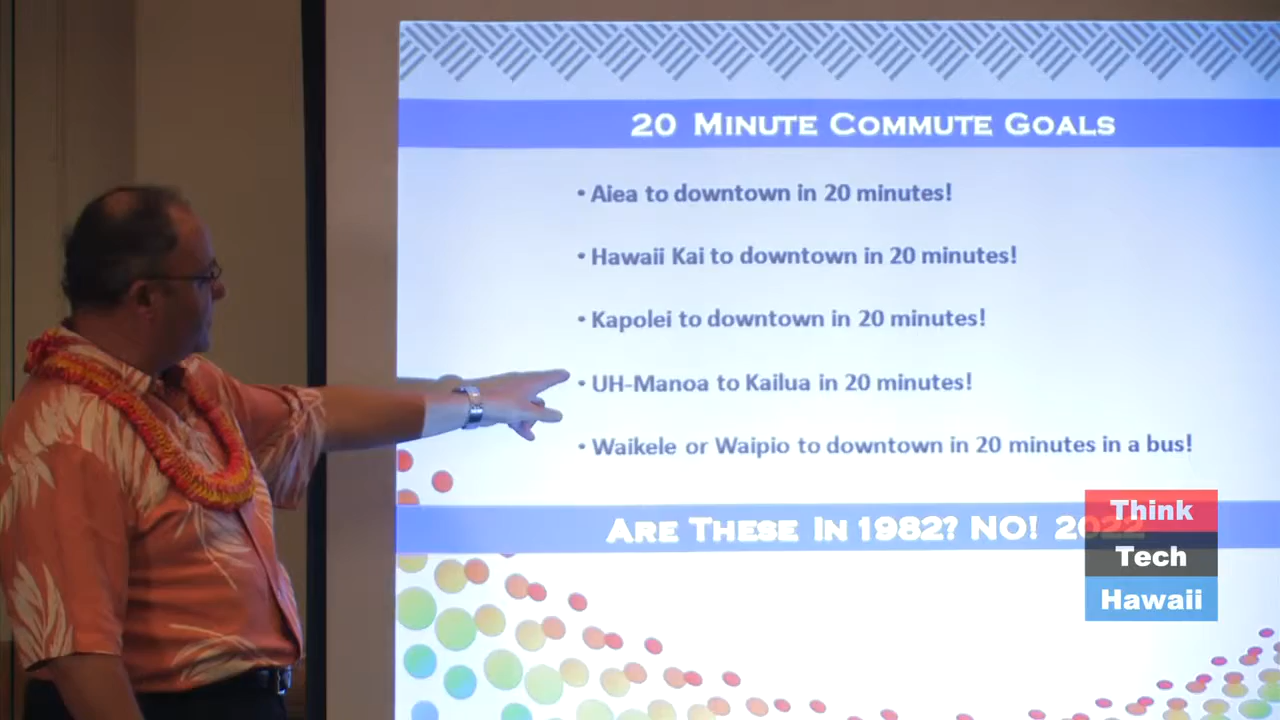 20 Minute Commute Goals
• Aiea to downtown in 20 minutes!
• Hawaii Kai to downtown in 20 minutes!
• Kapolei to downtown in 20 minutes!
• UH-Manoa to Kailua in 20 minutes!
• Waikele or Waipio to downtown in 20 minutes in a bus!
Are These In 1982? NO! 2022
Think
Tech
Hawaii